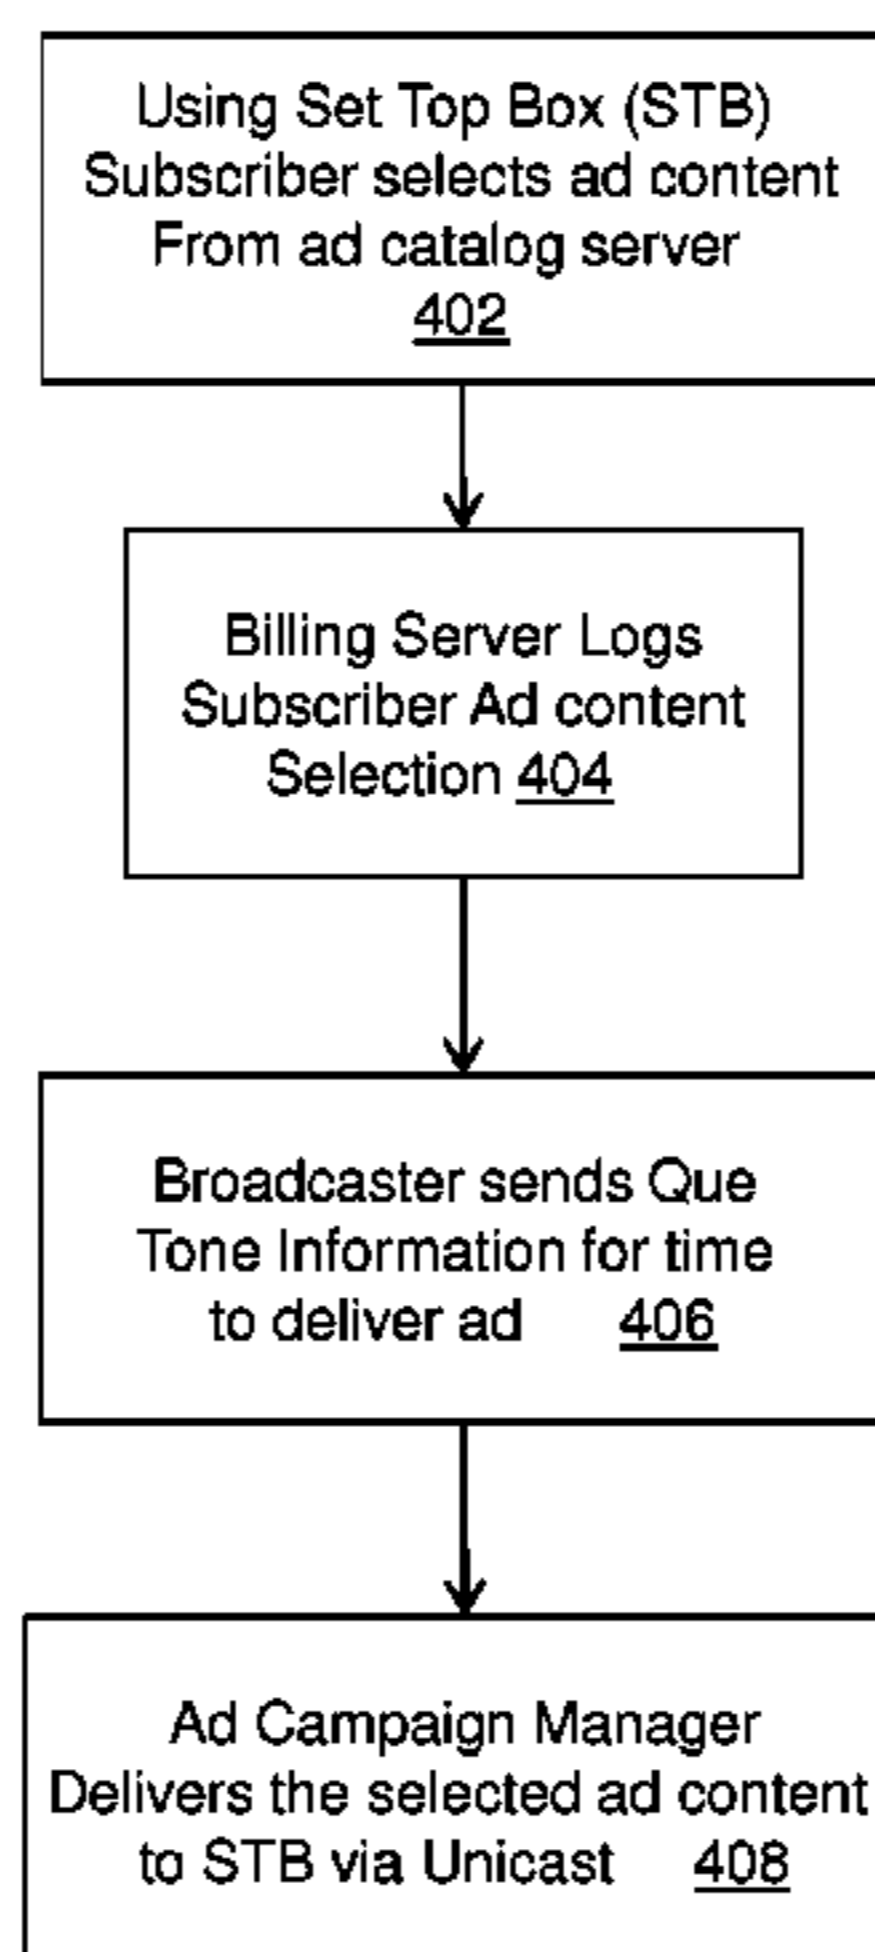 Using Set Top Box (STB)
Subscriber selects ad content
From ad catalog server
402
Billing Server Logs
Subscriber Ad content
Selection 404
Broadcaster sends Que
Tone Information for time
to deliver ad 406
Ad Campaign Manager
Delivers the selected ad content
to STB via Unicast 408